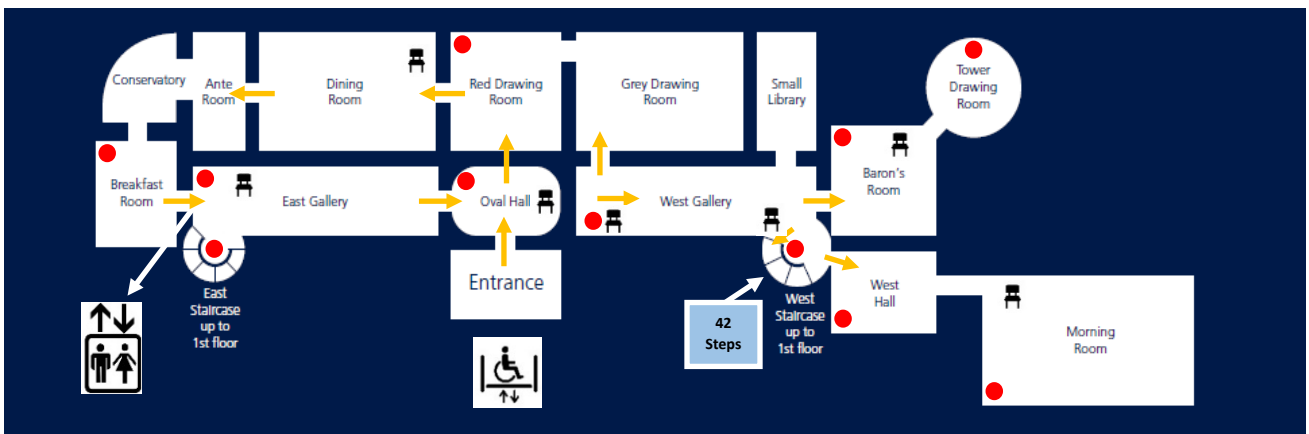 Conservatory
Ante
Room
Dining
Room
Red Drawing
Room
Grey Drawing
Room
Small
Library
Tower
Drawing
Room
Breakfast
Room
East Gallery
Oval Hall
West Gallery
Baron's
Room
Entrance
East
Staircase
up to
1st floor
42
Steps
West
Staircase
up to
1st floor
West
Hall
Morning
Room